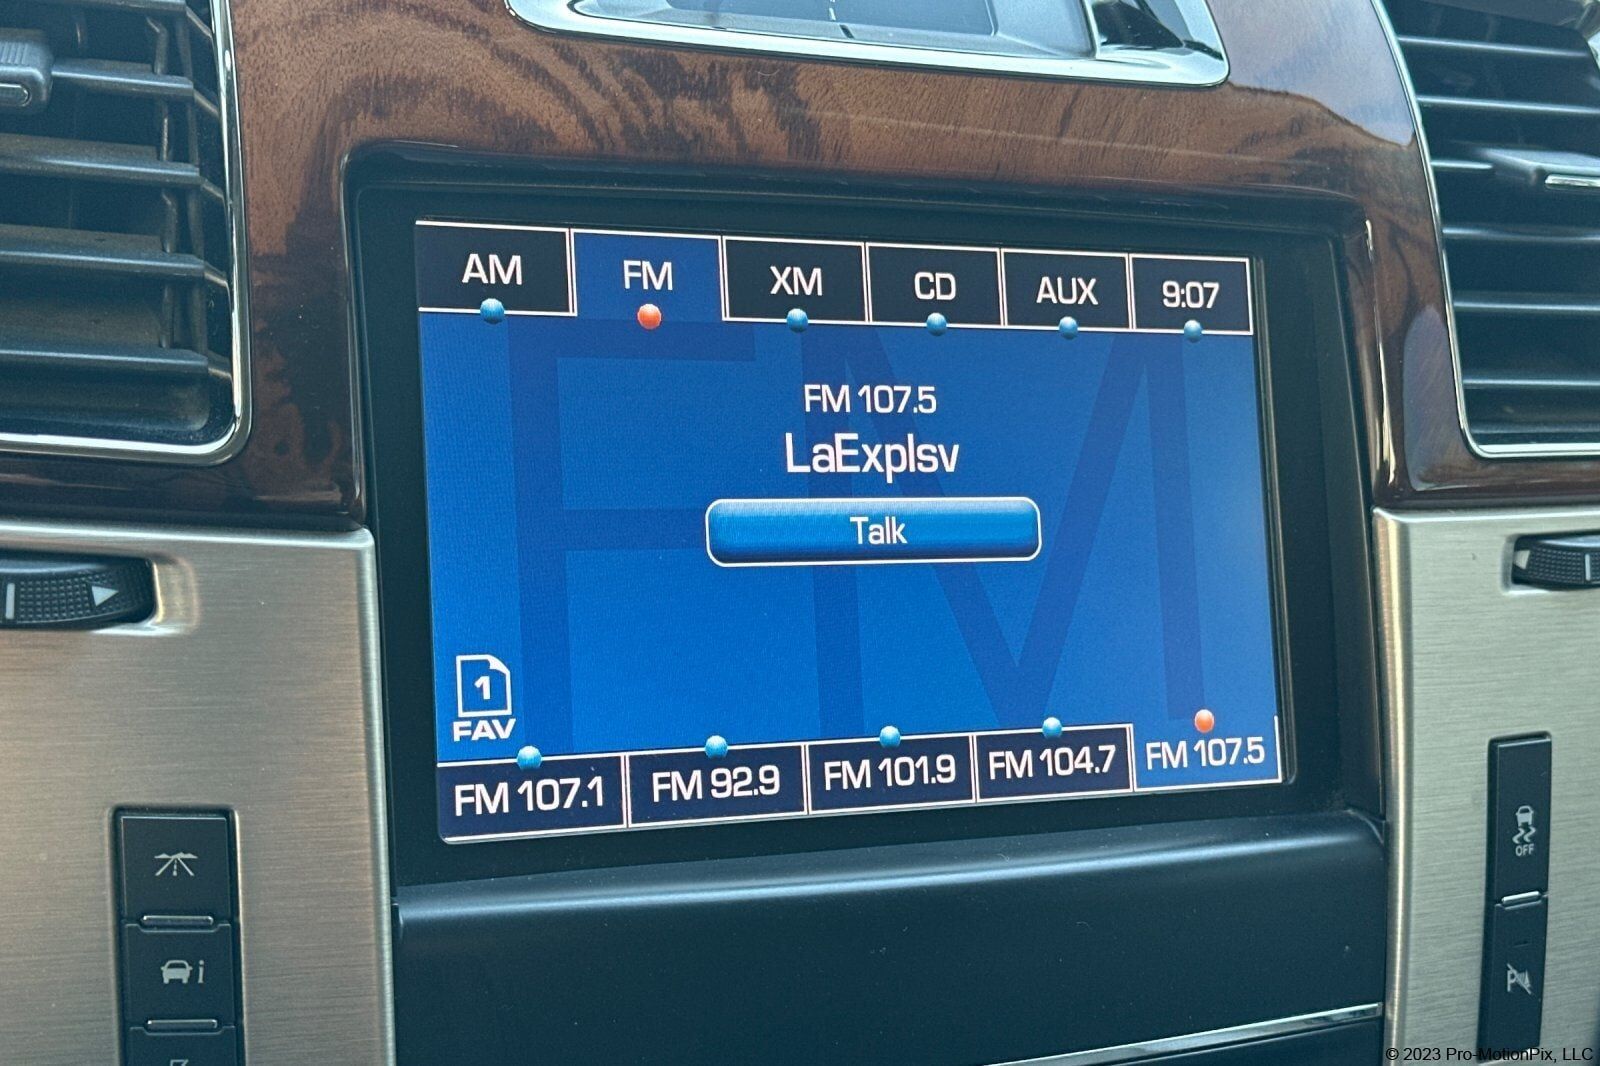 AM FM XM CD AUX 9:07
FM 107.5
LaExplsv
Talk
1
FAV
FM 107.1 FM 92.9 FM 101.9 FM 104.7 FM 107.5
OFF
i
P
© 2023 Pro-MotionPix, LLC